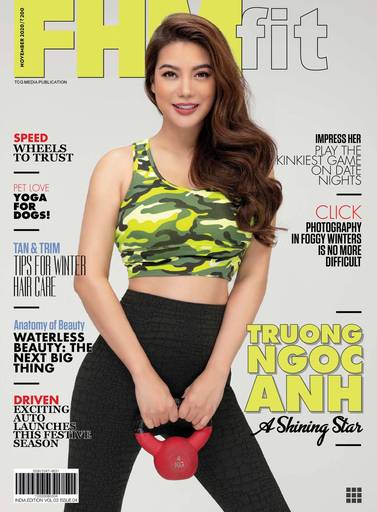 NOVEMBER 2020/₹200
FHM fit
TCG MEDIA PUBLICATION
SPEED
WHEELS
TO TRUST
PET LOVE
YOGA
FOR
DOGS!
TAN & TRIM
TIPS FOR WINTER
HAIR CARE
Anatomy of Beauty
WATERLESS
BEAUTY: THE
NEXT BIG
THING
DRIVEN
EXCITING
AUTO
LAUNCHES
THIS FESTIVE
SEASON
IMPRESS HER
PLAY THE
KINKIEST GAME
ON DATE
NIGHTS
CLICK
PHOTOGRAPHY
IN FOGGY WINTERS
IS NO MORE
DIFFICULT
TRUONG
NGOC
ANH
A Shining Star
4
KG
INDIA EDITION VOL 03 ISSUE 04